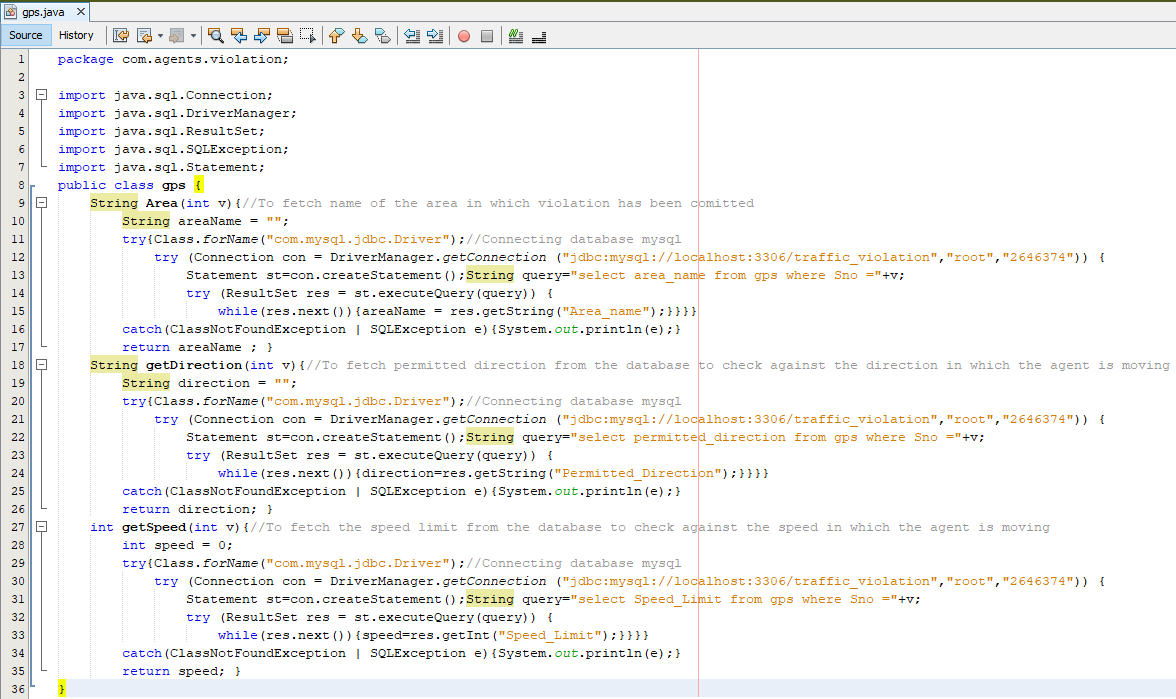 gps.java
Source History
1 package com.agents.violation;
2
3 import java.sql.Connection;
4 import java.sql.DriverManager;
5 import java.sql.ResultSet;
6 import java.sql.SQLException;
7 import java.sql.Statement;
8 public class gps {
9 String Area(int v){//To fetch name of the area in which violation has been comitted
10 String areaName = "";
11 try{Class.forName("com.mysql.jdbc.Driver");//Connecting database mysql
12 try (Connection con = DriverManager.getConnection ("jdbc:mysql://localhost:3306/traffic_violation","root","2646374")) {
13 Statement st=con.createStatement();String query="select area_name from gps where Sno ="+v;
14 try (ResultSet res = st.executeQuery(query)) {
15 while(res.next()){areaName = res.getString("Area_name");}}}}
16 catch(ClassNotFoundException | SQLException e){System.out.println(e);}
17 return areaName ; }
18 String getDirection(int v){//To fetch permitted direction from the database to check against the direction in which the agent is moving
19 String direction = "";
20 try{Class.forName("com.mysql.jdbc.Driver");//Connecting database mysql
21 try (Connection con = DriverManager.getConnection ("jdbc:mysql://localhost:3306/traffic_violation","root","2646374")) {
22 Statement st=con.createStatement();String query="select permitted_direction from gps where Sno ="+v;
23 try (ResultSet res = st.executeQuery(query)) {
24 while(res.next()){direction=res.getString("Permitted_Direction");}}}}
25 catch(ClassNotFoundException | SQLException e){System.out.println(e);}
26 return direction; }
27 int getSpeed(int v){//To fetch the speed limit from the database to check against the speed in which the agent is moving
28 int speed = 0;
29 try{Class.forName("com.mysql.jdbc.Driver");//Connecting database mysql
30 try (Connection con = DriverManager.getConnection ("jdbc:mysql://localhost:3306/traffic_violation","root","2646374")) {
31 Statement st=con.createStatement();String query="select Speed_Limit from gps where Sno ="+v;
32 try (ResultSet res = st.executeQuery(query)) {
33 while(res.next()){speed=res.getInt("Speed_Limit");}}}}
34 catch(ClassNotFoundException | SQLException e){System.out.println(e);}
35 return speed; }
36 }